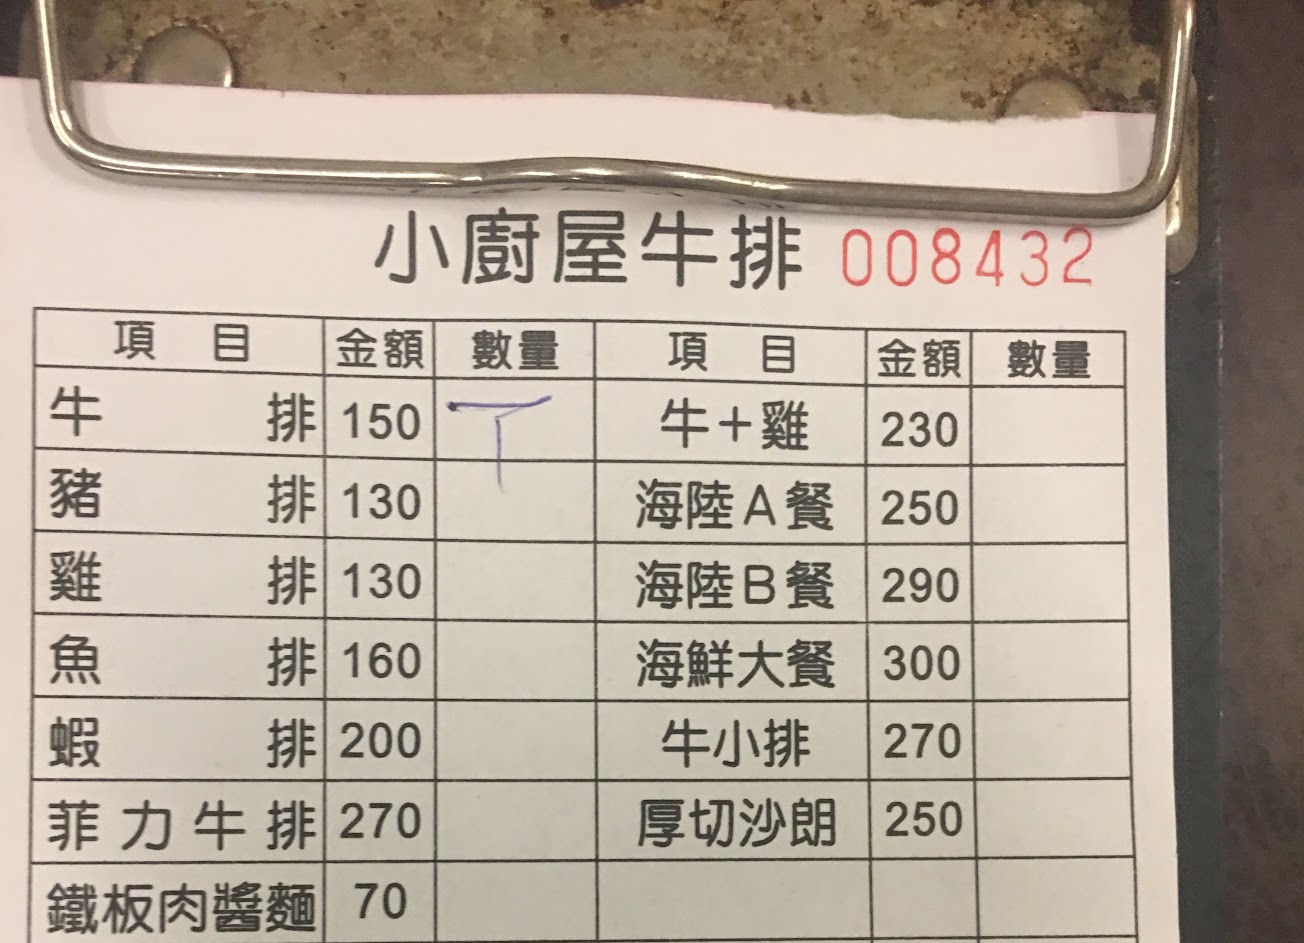 小廚屋牛排 008432
項目 金額 數量 項目 金額 數量
牛排 150 丅 牛＋雞 230
豬排 130 海陸A餐 250
雞排 130 海陸B餐 290
魚排 160 海鮮大餐 300
蝦排 200 牛小排 270
菲力牛排 270 厚切沙朗 250
鐵板肉醬麵 70